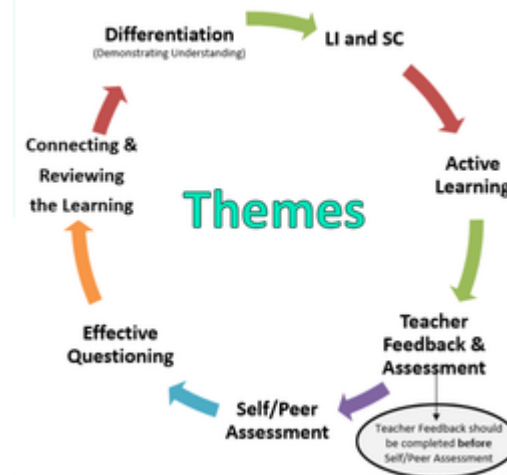 Differentiation
(Demonstrating Understanding)
LI and SC
Active
Learning
Teacher
Feedback &
Assessment
Teacher Feedback should
be completed before
Self/Peer Assessment
Self/Peer
Assessment
Effective
Questioning
Connecting &
Reviewing
the Learning
Themes